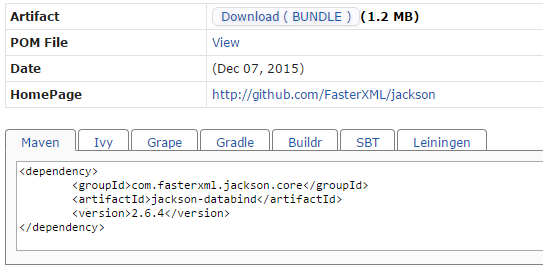 Artifact Download ( BUNDLE ) (1.2 MB)
POM File View
Date (Dec 07, 2015)
HomePage http://github.com/FasterXML/jackson
Maven Ivy Grape Gradle Buildr SBT Leiningen
<dependency>
<groupId>com.fasterxml.jackson.core</groupId>
<artifactId>jackson-databind</artifactId>
<version>2.6.4</version>
</dependency>